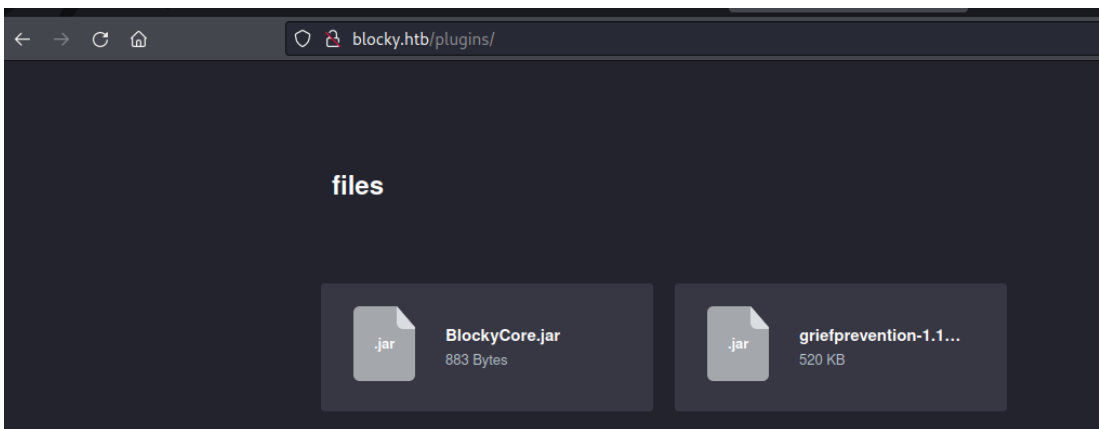 blocky.htb/plugins/
files
.jar
BlockyCore.jar
883 Bytes
.jar
griefprevention-1.1...
520 KB